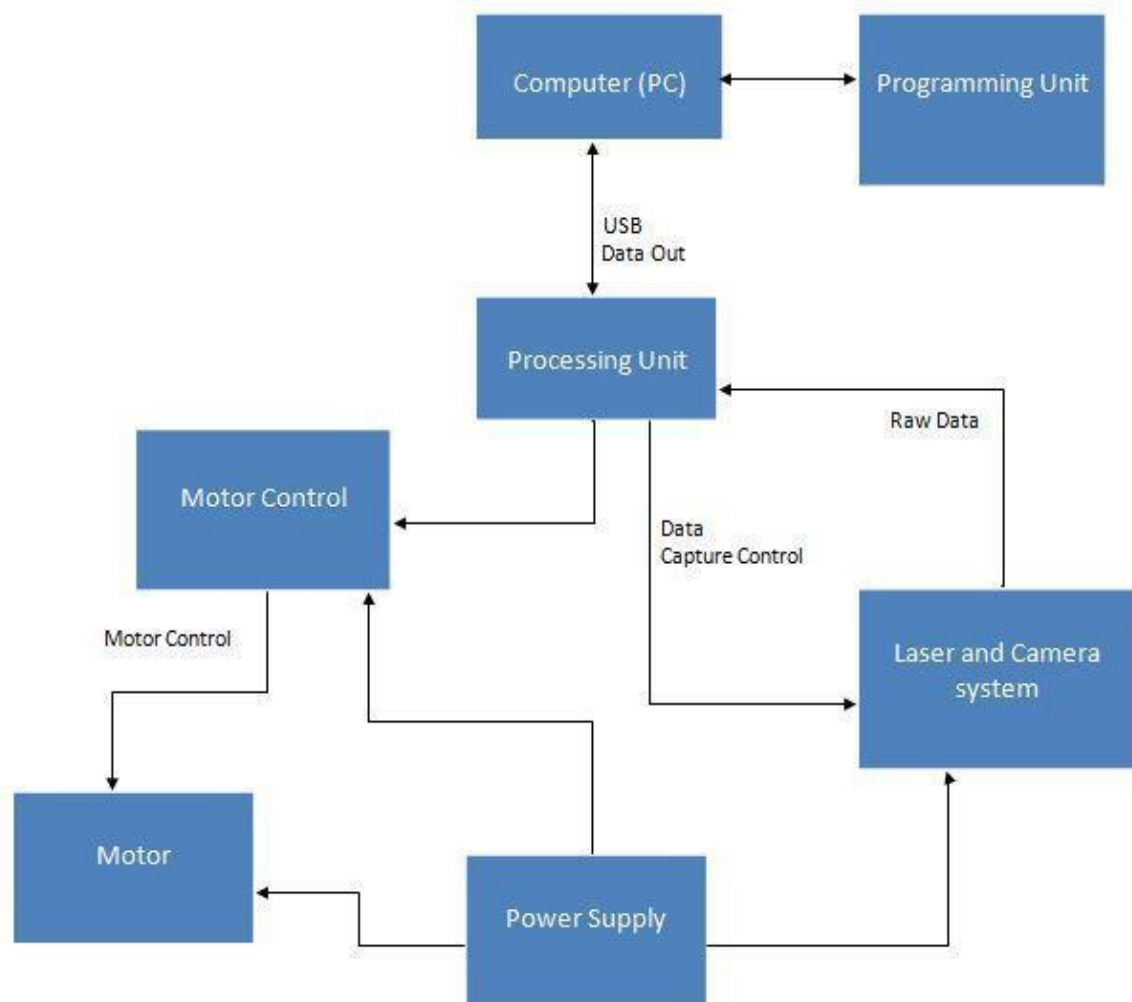 Computer (PC)
Programming Unit
USB
Data Out
Processing Unit
Raw Data
Motor Control
Data
Capture Control
Motor Control
Laser and Camera
system
Motor
Power Supply